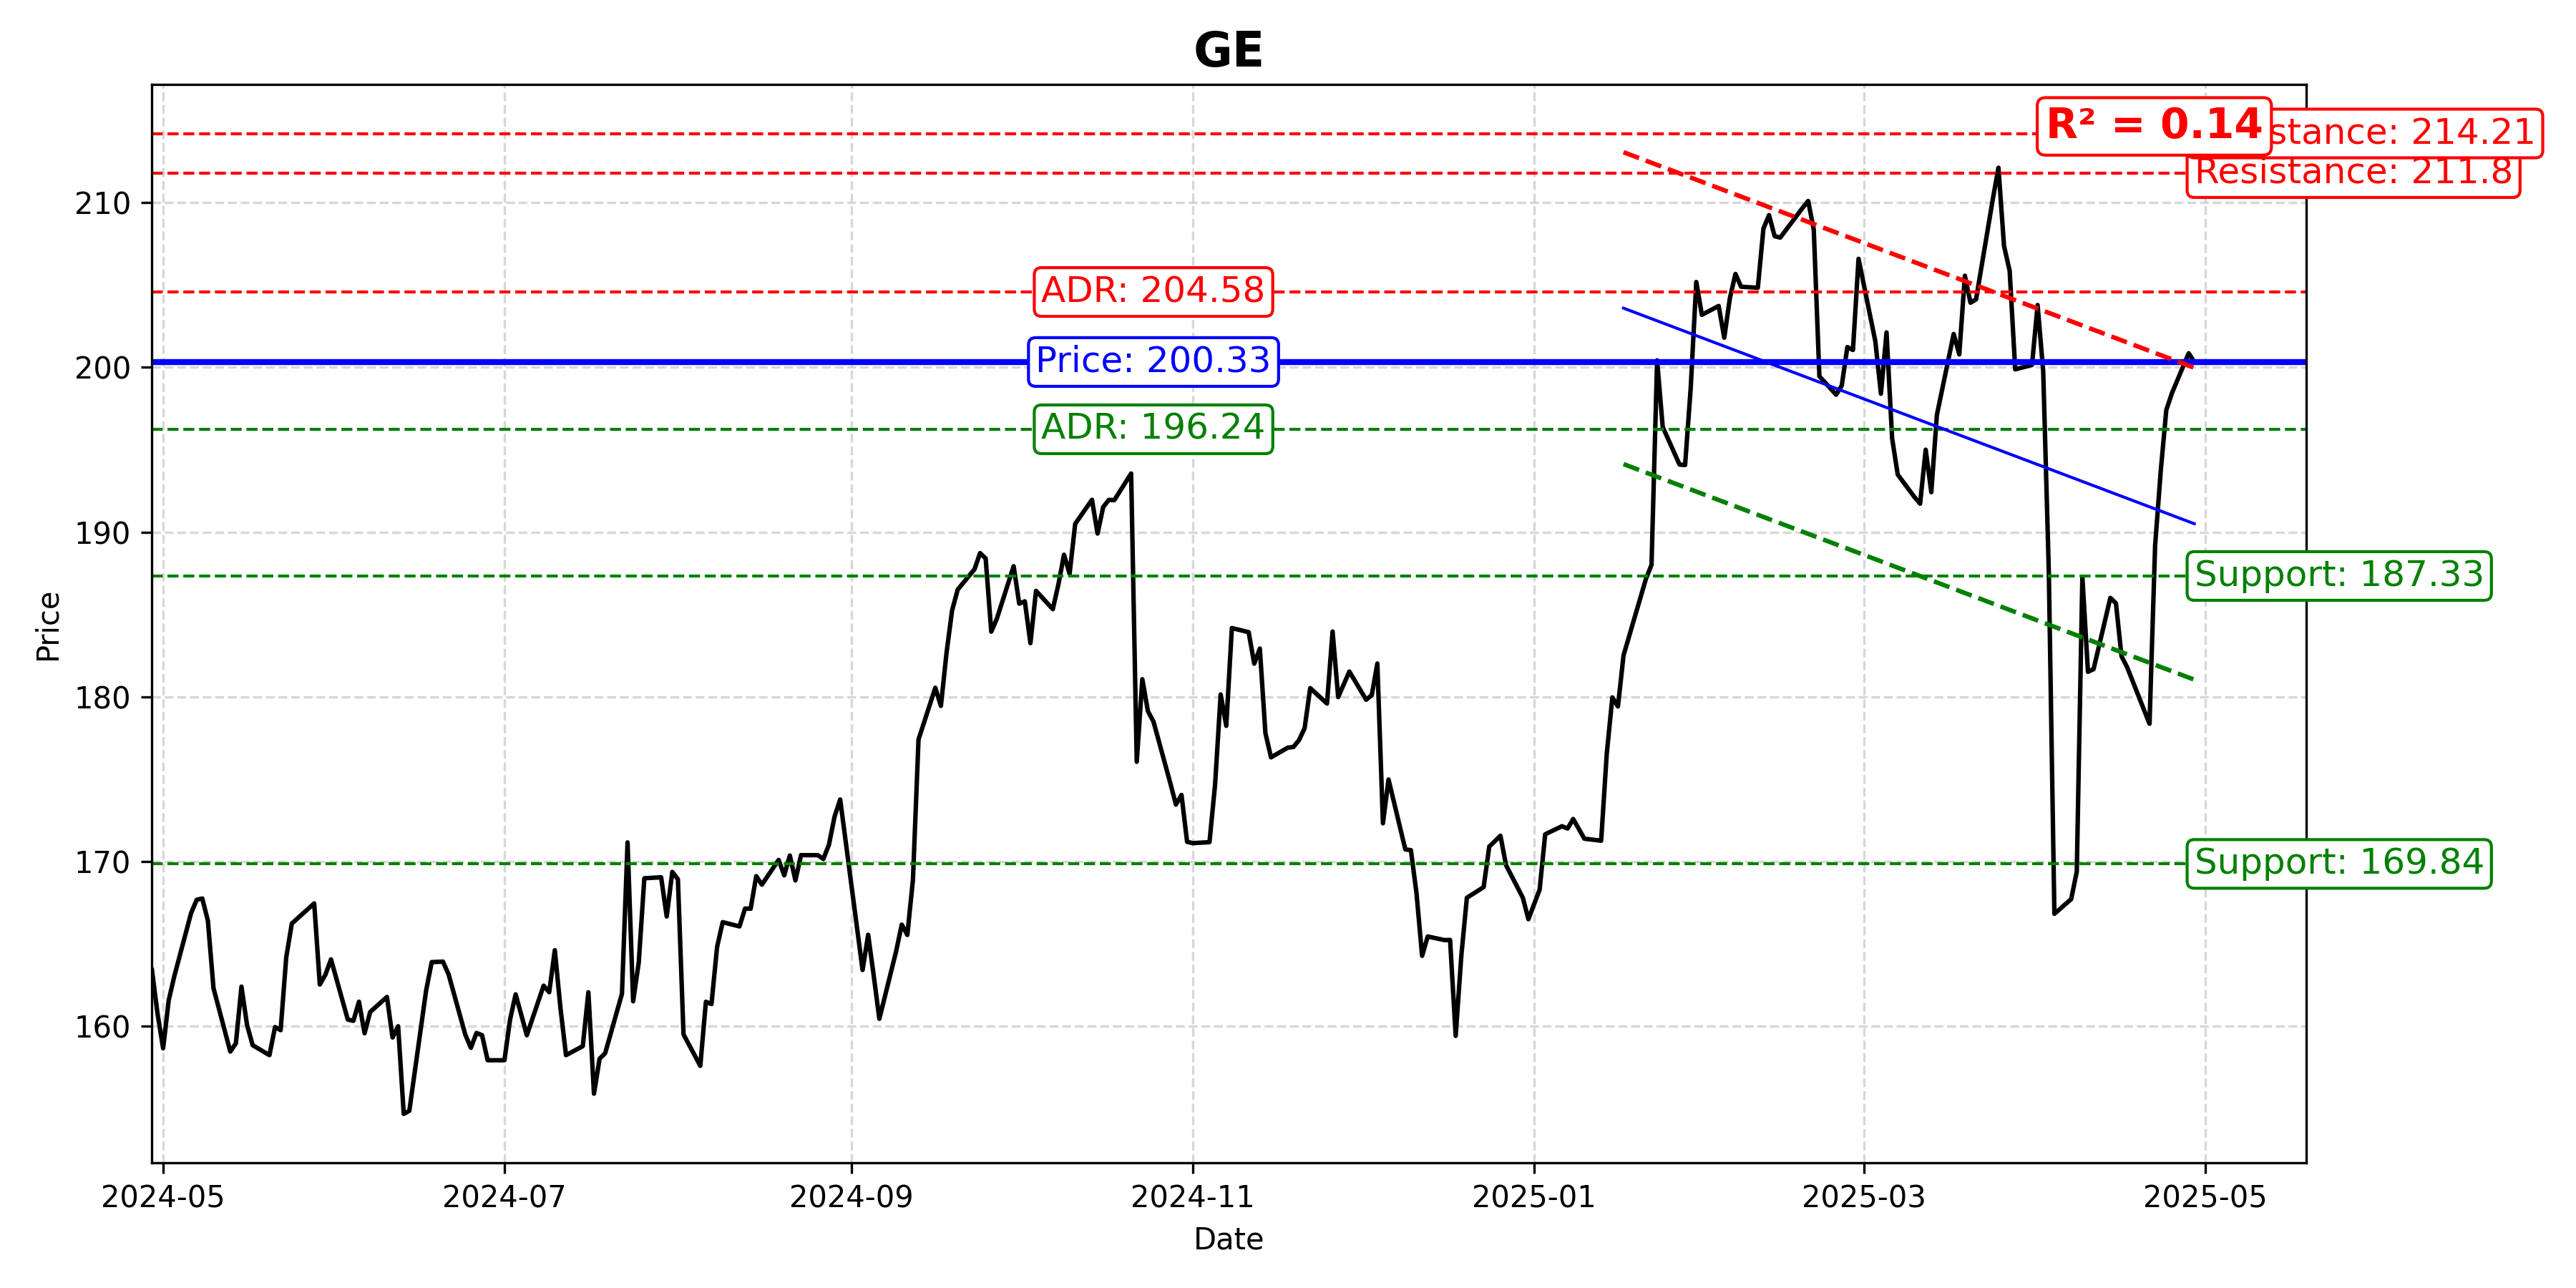 GE
R² = 0.14
stance: 214.21
Resistance: 211.8
ADR: 204.58
Price: 200.33
ADR: 196.24
Support: 187.33
Support: 169.84
210
200
190
180
170
160
Price
2024-05 2024-07 2024-09 2024-11 2025-01 2025-03 2025-05
Date